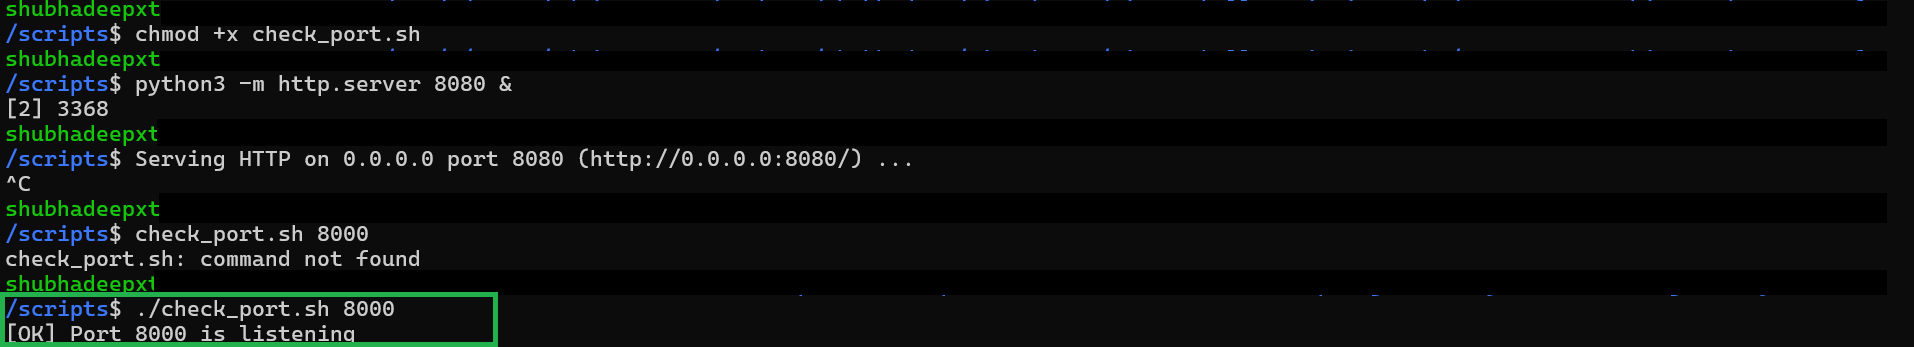 shubhadeepxt
/scripts$ chmod +x check_port.sh
shubhadeepxt
/scripts$ python3 -m http.server 8080 &
[2] 3368
shubhadeepxt
/scripts$ Serving HTTP on 0.0.0.0 port 8080 (http://0.0.0.0:8080/) ...
^C
shubhadeepxt
/scripts$ check_port.sh 8000
check_port.sh: command not found
shubhadeepxt
/scripts$ ./check_port.sh 8000
[OK] Port 8000 is listening